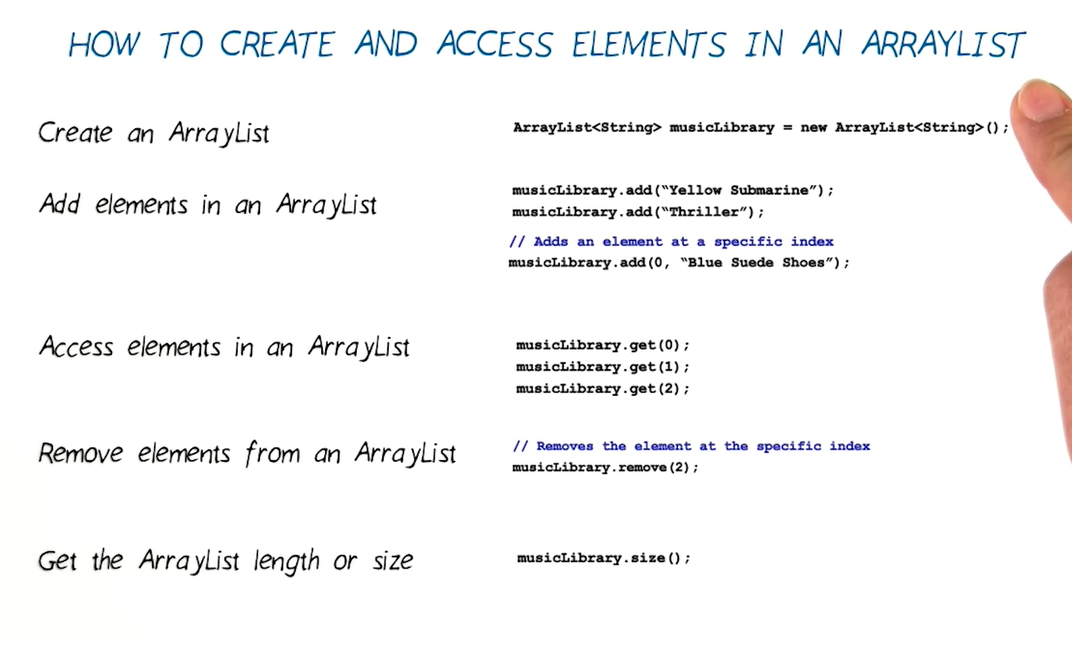 HOW TO CREATE AND ACCESS ELEMENTS IN AN ARRAYLIST
Create an ArrayList
ArrayList<String> musicLibrary = new ArrayList<String>();
Add elements in an ArrayList
musicLibrary.add(“Yellow Submarine”);
musicLibrary.add(“Thriller”);
// Adds an element at a specific index
musicLibrary.add(0, “Blue Suede Shoes”);
Access elements in an ArrayList
musicLibrary.get(0);
musicLibrary.get(1);
musicLibrary.get(2);
Remove elements from an ArrayList
// Removes the element at the specific index
musicLibrary.remove(2);
Get the ArrayList length or size
musicLibrary.size();